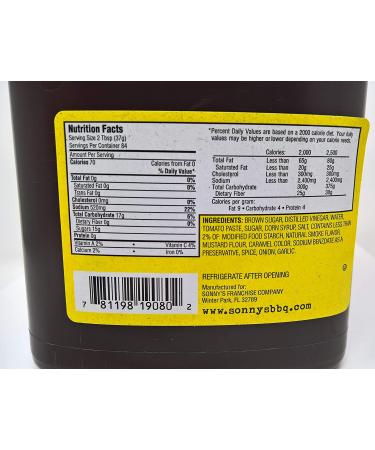 Nutrition Facts
Serving Size 2 Tbsp (37g)
Servings Per Container 84
Amount Per Serving
Calories 70 Calories from Fat 0
% Daily Value*
Total Fat 0g 0%
Saturated Fat 0g 0%
Trans Fat 0g
Cholesterol 0mg 0%
Sodium 520mg 22%
Total Carbohydrate 17g 6%
Dietary Fiber 0g 0%
Sugars 15g
Protein 0g
Vitamin A 2% • Vitamin C 4%
Calcium 2% • Iron 0%
*Percent Daily Values are based on a 2000 calorie diet. Your daily
values may be higher or lower depending on your calorie needs.
Calories: 2,000 2,500
Total Fat Less than 65g 80g
Saturated Fat Less than 20g 25g
Cholesterol Less than 300mg 300mg
Sodium Less than 2,400mg 2,400mg
Total Carbohydrate 300g 375g
Dietary Fiber 25g 30g
Calories per gram:
Fat 9 • Carbohydrate 4 • Protein 4
INGREDIENTS: BROWN SUGAR, DISTILLED VINEGAR, WATER,
TOMATO PASTE, SUGAR, CORN SYRUP, SALT, CONTAINS LESS THAN
2% OF MODIFIED FOOD STARCH, NATURAL SMOKE FLAVOR,
MUSTARD FLOUR, CARAMEL COLOR, SODIUM BENZOATE AS A
PRESERVATIVE, SPICE, ONION, GARLIC.
REFRIGERATE AFTER OPENING
Manufactured for:
SONNY'S FRANCHISE COMPANY
Winter Park, FL 32789
www.sonnysbbq.com
7 81198 19080 2